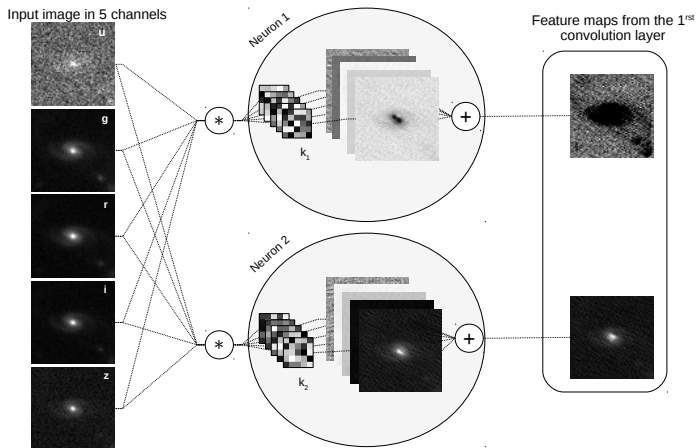 Input image in 5 channels
u
g
r
i
z
*
*
Neuron 1
k1
+
Neuron 2
k2
+
Feature maps from the 1rst
convolution layer